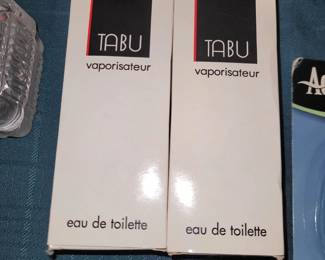 TABU
vaporisateur
eau de toilette
TABU
vaporisateur
eau de toilette